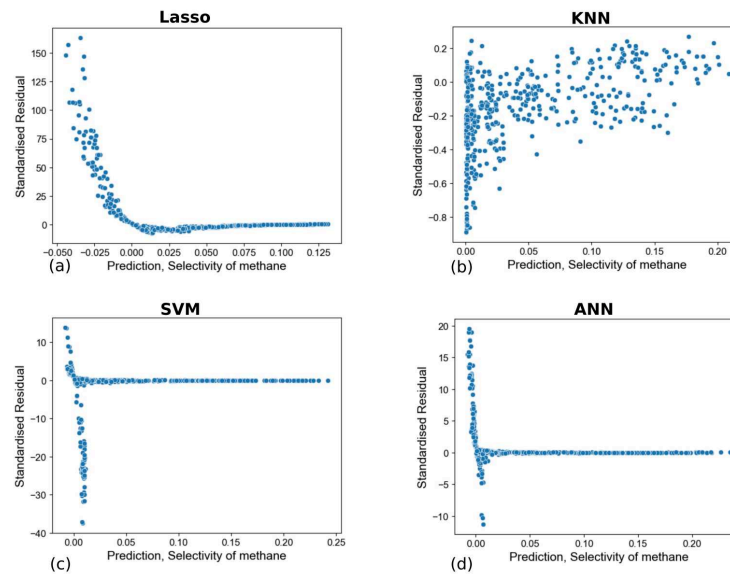 Lasso
150
125
100
75
50
25
0
Standardised Residual
−0.050 −0.025 0.000 0.025 0.050 0.075 0.100 0.125
Prediction, Selectivity of methane
(a)
KNN
0.2
0.0
−0.2
−0.4
−0.6
−0.8
Standardised Residual
0.00 0.05 0.10 0.15 0.20
Prediction, Selectivity of methane
(b)
SVM
10
0
−10
−20
−30
−40
Standardised Residual
0.00 0.05 0.10 0.15 0.20 0.25
Prediction, Selectivity of methane
(c)
ANN
20
15
10
5
0
−5
−10
Standardised Residual
0.00 0.05 0.10 0.15 0.20
Prediction, Selectivity of methane
(d)